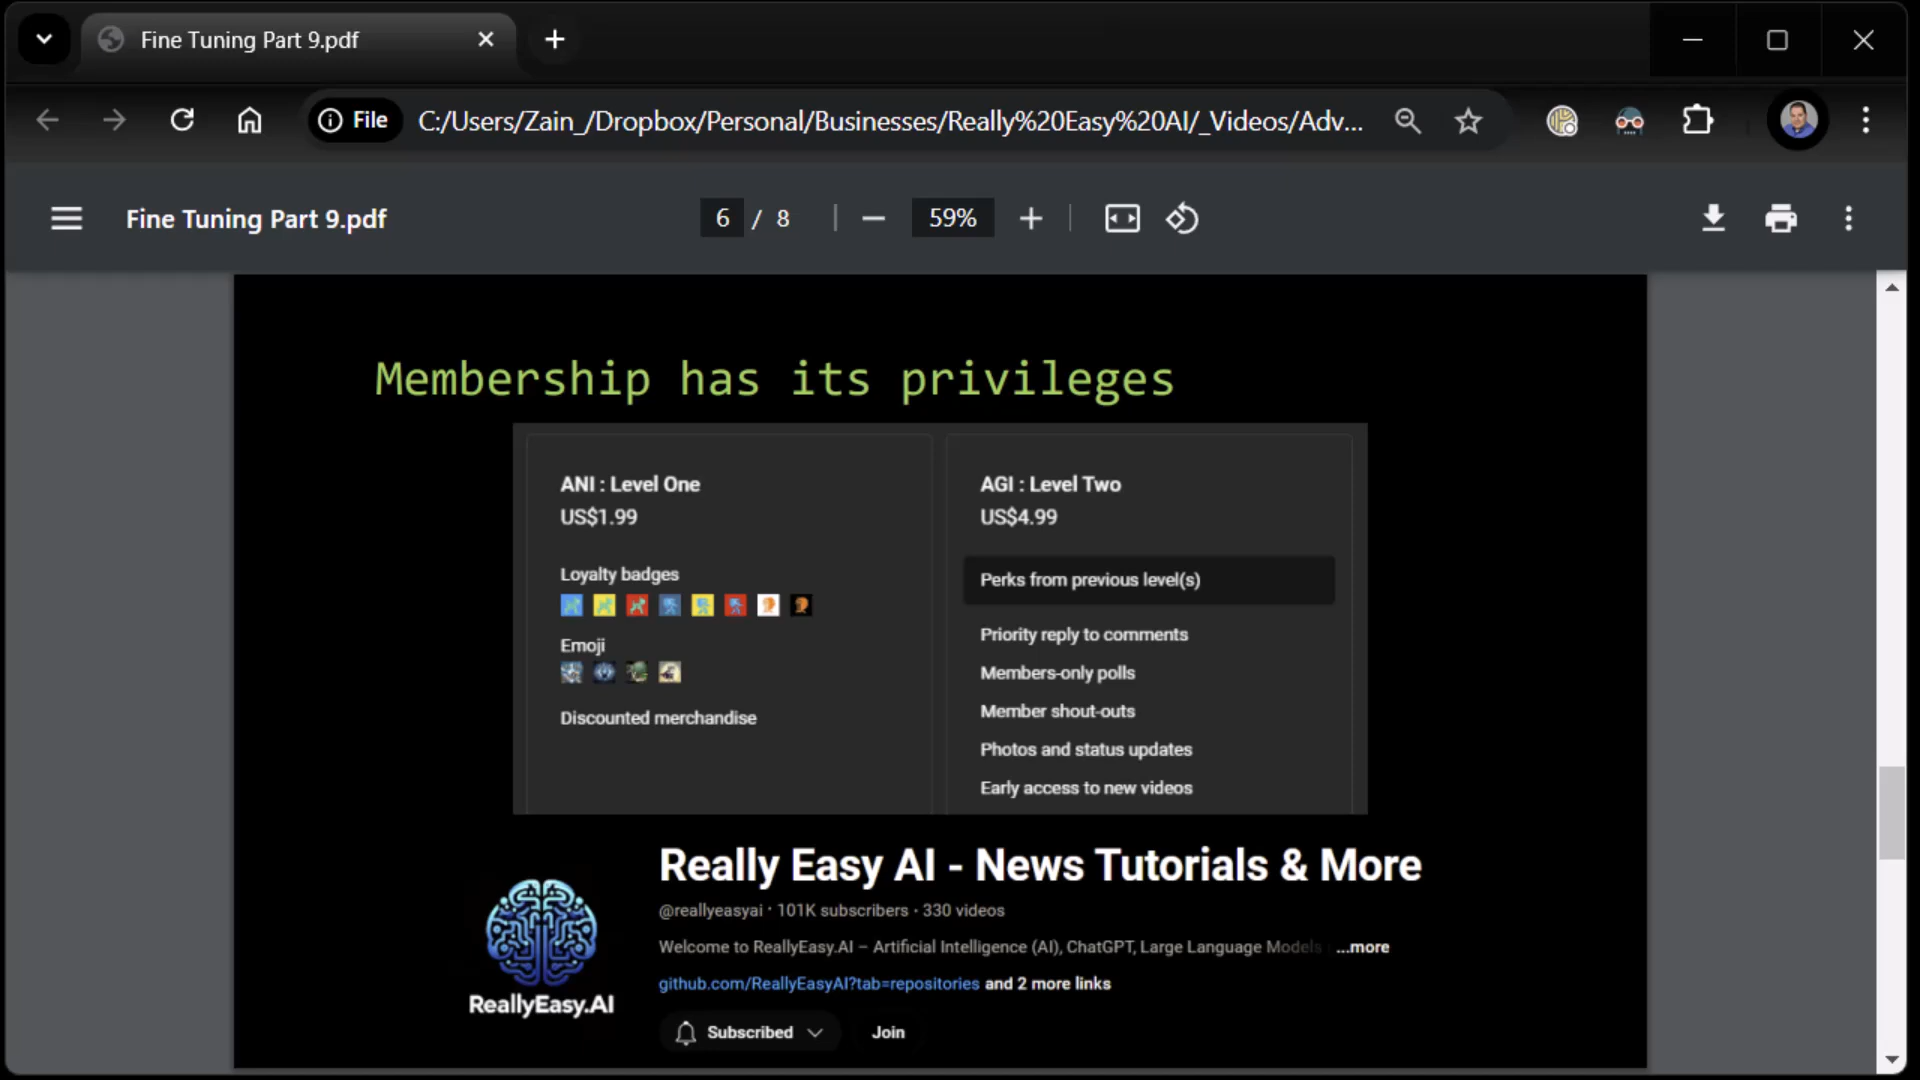 Fine Tuning Part 9.pdf
File C:/Users/Zain_/Dropbox/Personal/Businesses/Really%20Easy%20AI/_Videos/Adv...
Fine Tuning Part 9.pdf 6 / 8 59%
Membership has its privileges
ANI : Level One
US$1.99
Loyalty badges
Emoji
Discounted merchandise
AGI : Level Two
US$4.99
Perks from previous level(s)
Priority reply to comments
Members-only polls
Member shout-outs
Photos and status updates
Early access to new videos
ReallyEasy.AI
Really Easy AI - News Tutorials & More
@reallyeasyai · 101K subscribers · 330 videos
Welcome to ReallyEasy.AI – Artificial Intelligence (AI), ChatGPT, Large Language Models ...more
github.com/ReallyEasyAI?tab=repositories and 2 more links
Subscribed Join